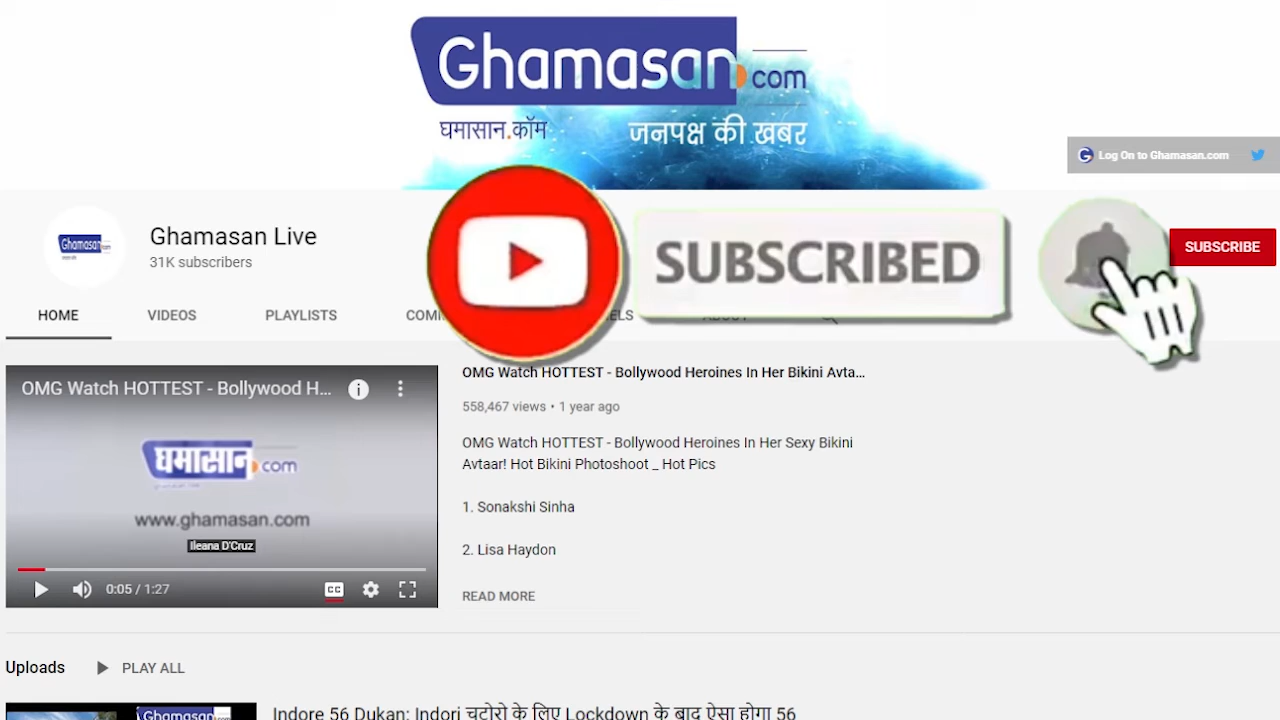 Ghamasan.com
घमासान.कॉम
जनपक्ष की खबर
Log On to Ghamasan.com
Ghamasan Live
31K subscribers
SUBSCRIBED
SUBSCRIBE
HOME
VIDEOS
PLAYLISTS
OMG Watch HOTTEST - Bollywood H...
घमासान.com
www.ghamasan.com
Ileana D'Cruz
0:05 / 1:27
CC
OMG Watch HOTTEST - Bollywood Heroines In Her Bikini Avta...
558,467 views • 1 year ago
OMG Watch HOTTEST - Bollywood Heroines In Her Sexy Bikini
Avtaar! Hot Bikini Photoshoot _ Hot Pics
1. Sonakshi Sinha
2. Lisa Haydon
READ MORE
Uploads
PLAY ALL
Ghamasan.com
Indore 56 Dukan: Indori चटोरो के लिए Lockdown के बाद ऐसा होगा 56